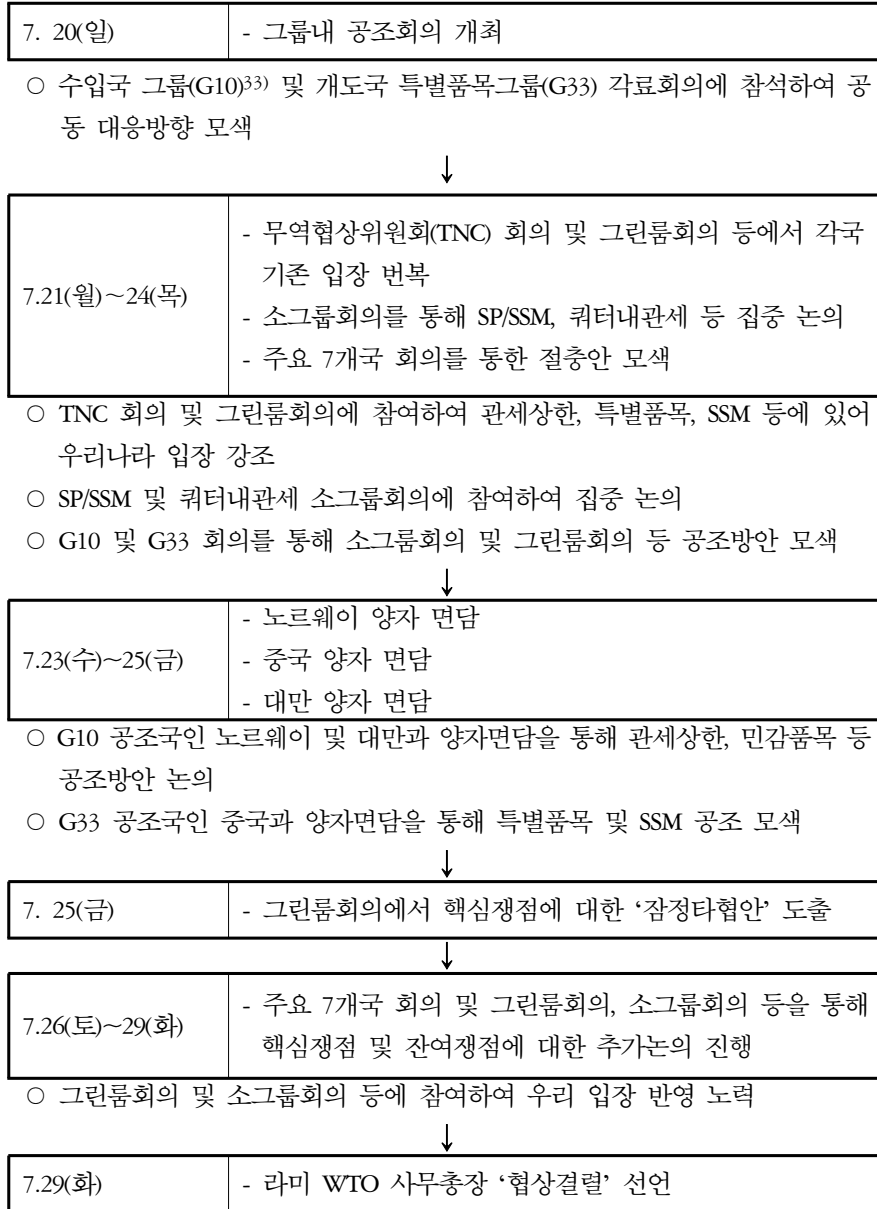 7. 20(일) - 그룹내 공조회의 개최
○ 수입국 그룹(G10)33) 및 개도국 특별품목그룹(G33) 각료회의에 참석하여 공
동 대응방향 모색
↓
- 무역협상위원회(TNC) 회의 및 그린룸회의 등에서 각국
기존 입장 번복
7.21(월)~24(목)
- 소그룹회의를 통해 SP/SSM, 쿼터내관세 등 집중 논의
- 주요 7개국 회의를 통한 절충안 모색
○ TNC 회의 및 그린룸회의에 참여하여 관세상한, 특별품목, SSM 등에 있어
우리나라 입장 강조
○ SP/SSM 및 쿼터내관세 소그룹회의에 참여하여 집중 논의
○ G10 및 G33 회의를 통해 소그룹회의 및 그린룸회의 등 공조방안 모색
↓
- 노르웨이 양자 면담
7.23(수)~25(금) - 중국 양자 면담
- 대만 양자 면담
○ G10 공조국인 노르웨이 및 대만과 양자면담을 통해 관세상한, 민감품목 등
공조방안 논의
○ G33 공조국인 중국과 양자면담을 통해 특별품목 및 SSM 공조 모색
↓
7. 25(금) - 그린룸회의에서 핵심쟁점에 대한 ‘잠정타협안’ 도출
↓
7.26(토)~29(화) - 주요 7개국 회의 및 그린룸회의, 소그룹회의 등을 통해
핵심쟁점 및 잔여쟁점에 대한 추가논의 진행
○ 그린룸회의 및 소그룹회의 등에 참여하여 우리 입장 반영 노력
↓
7.29(화) - 라미 WTO 사무총장 ‘협상결렬’ 선언